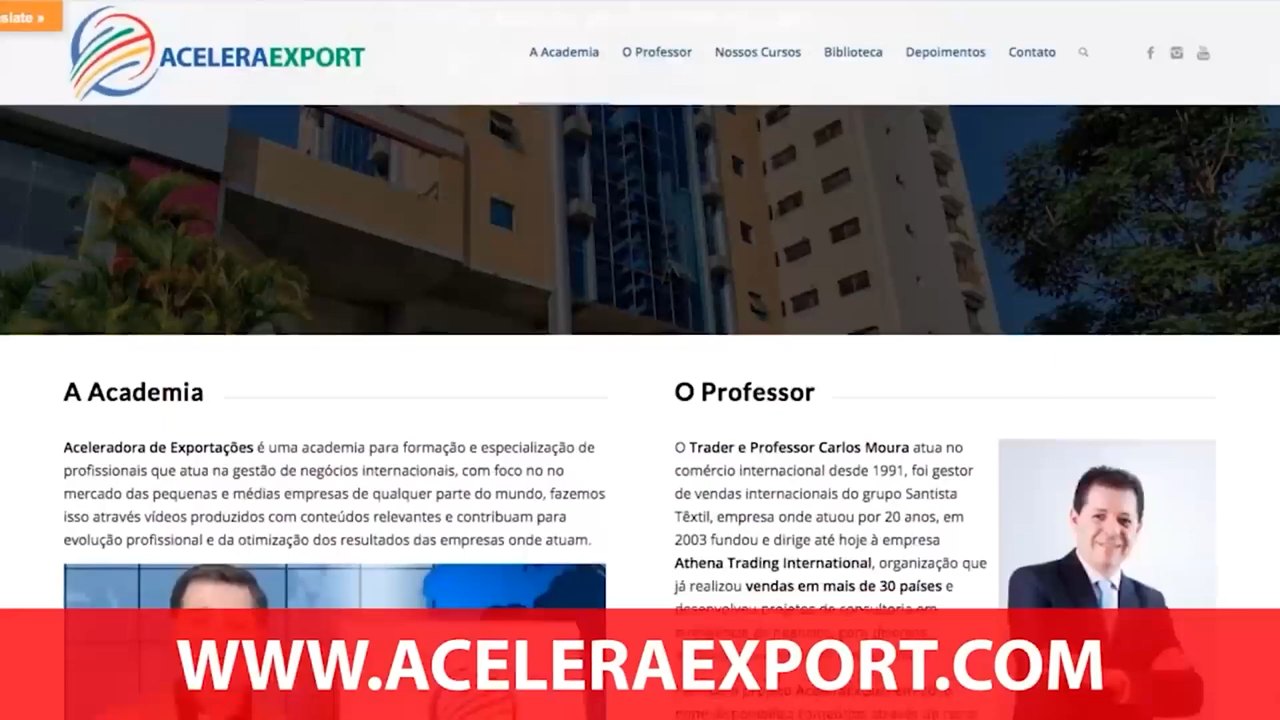 slate »
ACELERAEXPORT
A Academia
O Professor
Nossos Cursos
Biblioteca
Depoimentos
Contato
A Academia
Aceleradora de Exportações é uma academia para formação e especialização de
profissionais que atua na gestão de negócios internacionais, com foco no no
mercado das pequenas e médias empresas de qualquer parte do mundo, fazemos
isso através vídeos produzidos com conteúdos relevantes e contribuam para
evolução profissional e da otimização dos resultados das empresas onde atuam.
O Professor
O Trader e Professor Carlos Moura atua no
comércio internacional desde 1991, foi gestor
de vendas internacionais do grupo Santista
Têxtil, empresa onde atuou por 20 anos, em
2003 fundou e dirige até hoje à empresa
Athena Trading International, organização que
já realizou vendas em mais de 30 países e
desenvolveu projetos de consultoria em
WWW.ACELERAEXPORT.COM